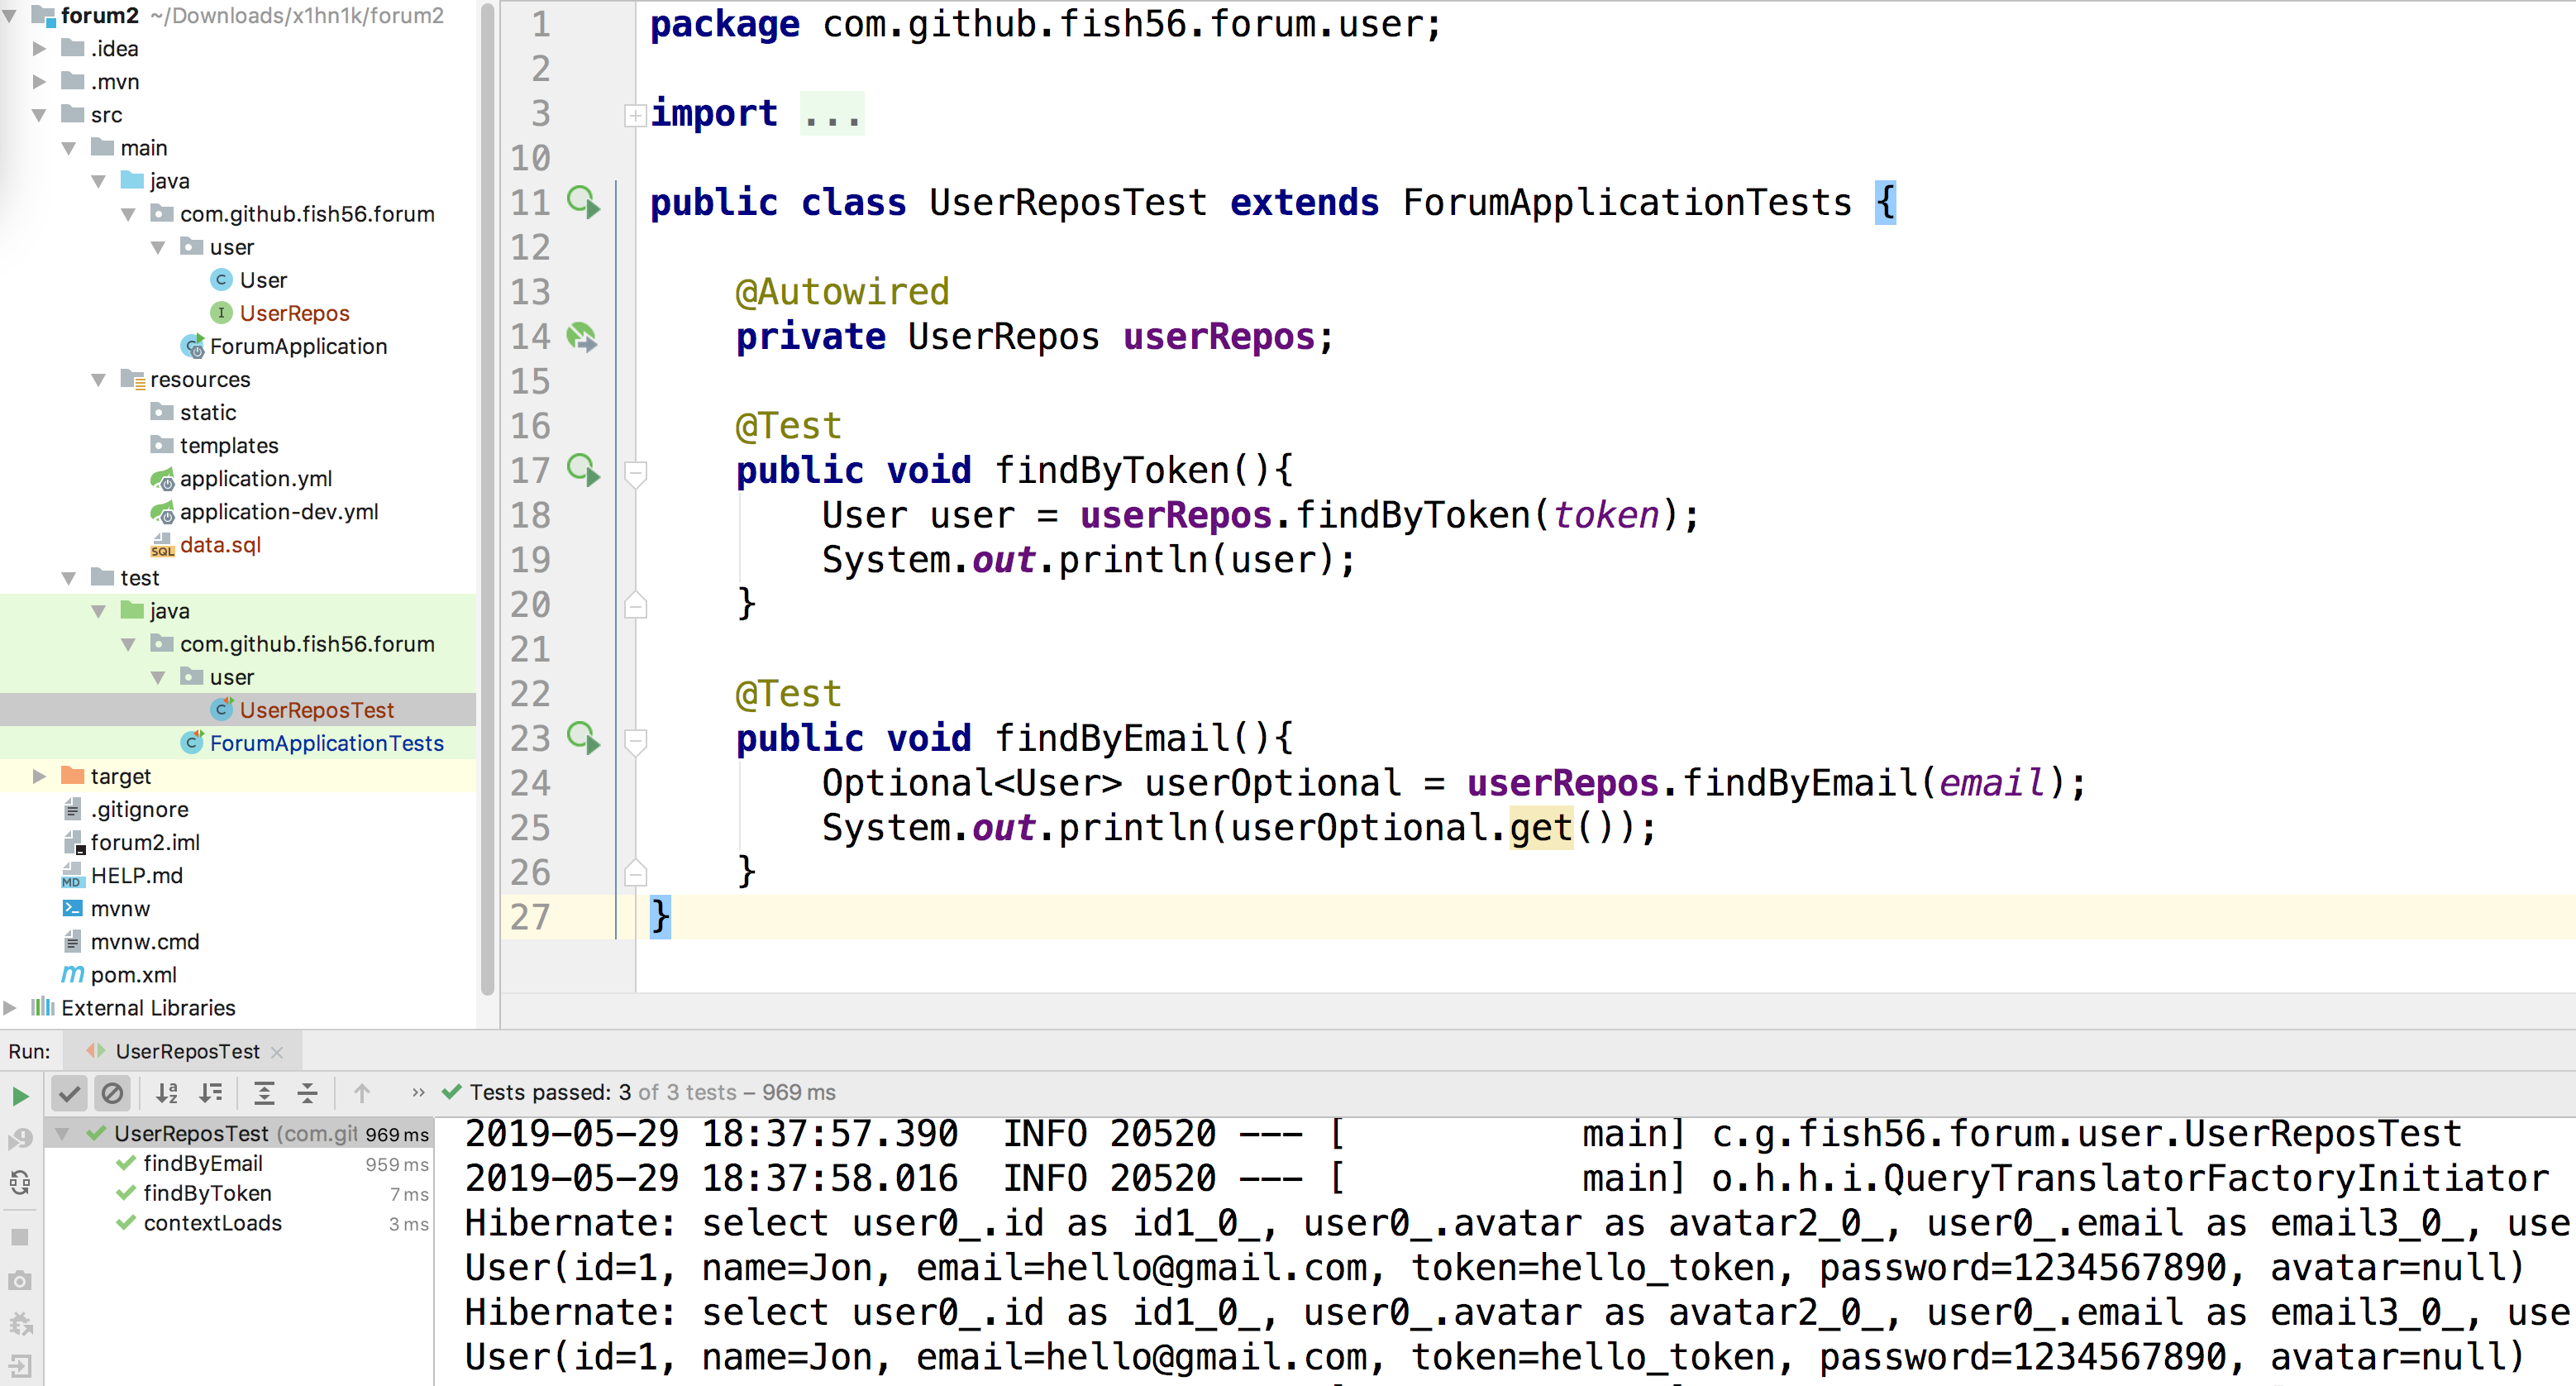 forum2 ~/Downloads/x1hn1k/forum2
.idea
.mvn
src
main
java
com.github.fish56.forum
user
User
UserRepos
ForumApplication
resources
static
templates
application.yml
application-dev.yml
data.sql
test
java
com.github.fish56.forum
user
UserReposTest
ForumApplicationTests
target
.gitignore
forum2.iml
HELP.md
mvnw
mvnw.cmd
pom.xml
External Libraries
1 package com.github.fish56.forum.user;
2
3 import ...
10
11 public class UserReposTest extends ForumApplicationTests {
12
13 @Autowired
14 private UserRepos userRepos;
15
16 @Test
17 public void findByToken(){
18 User user = userRepos.findByToken(token);
19 System.out.println(user);
20 }
21
22 @Test
23 public void findByEmail(){
24 Optional<User> userOptional = userRepos.findByEmail(email);
25 System.out.println(userOptional.get());
26 }
27 }
Run: UserReposTest
Tests passed: 3 of 3 tests – 969 ms
UserReposTest (com.git 969 ms
findByEmail 959 ms
findByToken 7 ms
contextLoads 3 ms
2019-05-29 18:37:57.390 INFO 20520 --- [ main] c.g.fish56.forum.user.UserReposTest
2019-05-29 18:37:58.016 INFO 20520 --- [ main] o.h.h.i.QueryTranslatorFactoryInitiator
Hibernate: select user0_.id as id1_0_, user0_.avatar as avatar2_0_, user0_.email as email3_0_, use
User(id=1, name=Jon, email=hello@gmail.com, token=hello_token, password=1234567890, avatar=null)
Hibernate: select user0_.id as id1_0_, user0_.avatar as avatar2_0_, user0_.email as email3_0_, use
User(id=1, name=Jon, email=hello@gmail.com, token=hello_token, password=1234567890, avatar=null)